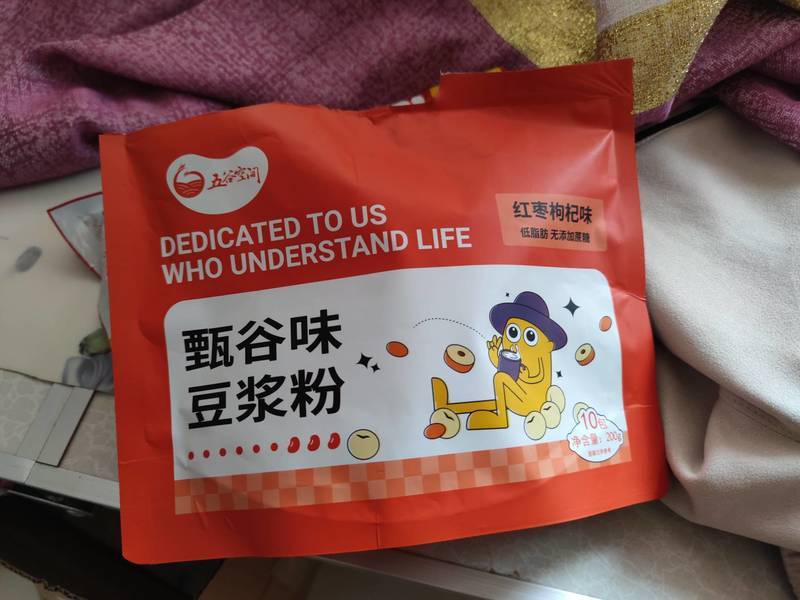 五谷空间
DEDICATED TO US
WHO UNDERSTAND LIFE
红枣枸杞味
低脂肪 无添加蔗糖
甄谷味
豆浆粉
10包
净含量：200g